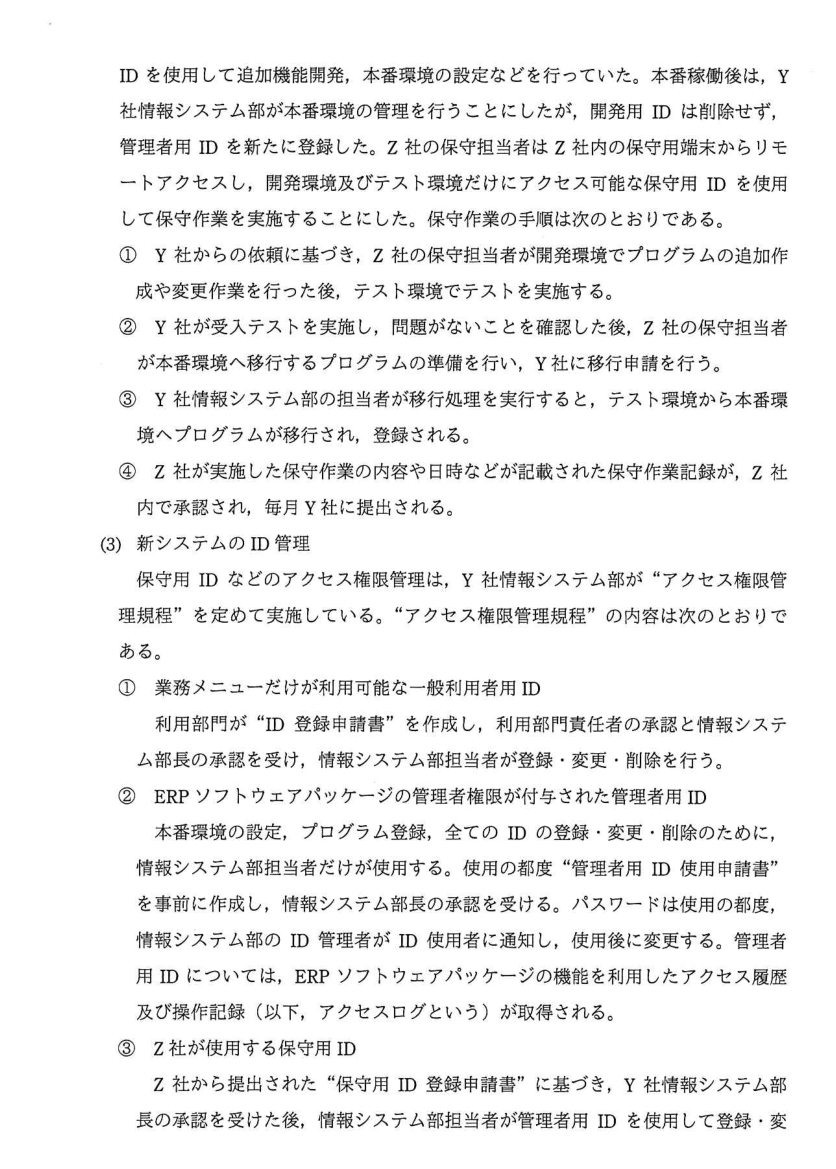 ID を使用して追加機能開発，本番環境の設定などを行っていた。本番稼働後は，Y
社情報システム部が本番環境の管理を行うことにしたが，開発用 ID は削除せず，
管理者用 ID を新たに登録した。Z 社の保守担当者は Z 社内の保守用端末からリモ
ートアクセスし，開発環境及びテスト環境だけにアクセス可能な保守用 ID を使用
して保守作業を実施することにした。保守作業の手順は次のとおりである。
① Y 社からの依頼に基づき，Z 社の保守担当者が開発環境でプログラムの追加作
成や変更作業を行った後，テスト環境でテストを実施する。
② Y 社が受入テストを実施し，問題がないことを確認した後，Z 社の保守担当者
が本番環境へ移行するプログラムの準備を行い，Y 社に移行申請を行う。
③ Y 社情報システム部の担当者が移行処理を実行すると，テスト環境から本番環
境へプログラムが移行され，登録される。
④ Z 社が実施した保守作業の内容や日時などが記載された保守作業記録が，Z 社
内で承認され，毎月 Y 社に提出される。
(3) 新システムの ID 管理
保守用 ID などのアクセス権限管理は，Y 社情報システム部が“アクセス権限管
理規程”を定めて実施している。“アクセス権限管理規程”の内容は次のとおりで
ある。
① 業務メニューだけが利用可能な一般利用者用 ID
利用部門が“ID 登録申請書”を作成し，利用部門責任者の承認と情報システ
ム部長の承認を受け，情報システム部担当者が登録・変更・削除を行う。
② ERP ソフトウェアパッケージの管理者権限が付与された管理者用 ID
本番環境の設定，プログラム登録，全ての ID の登録・変更・削除のために，
情報システム部担当者だけが使用する。使用の都度“管理者用 ID 使用申請書”
を事前に作成し，情報システム部長の承認を受ける。パスワードは使用の都度，
情報システム部の ID 管理者が ID 使用者に通知し，使用後に変更する。管理者
用 ID については，ERP ソフトウェアパッケージの機能を利用したアクセス履歴
及び操作記録（以下，アクセスログという）が取得される。
③ Z 社が使用する保守用 ID
Z 社から提出された“保守用 ID 登録申請書”に基づき，Y 社情報システム部
長の承認を受けた後，情報システム部担当者が管理者用 ID を使用して登録・変